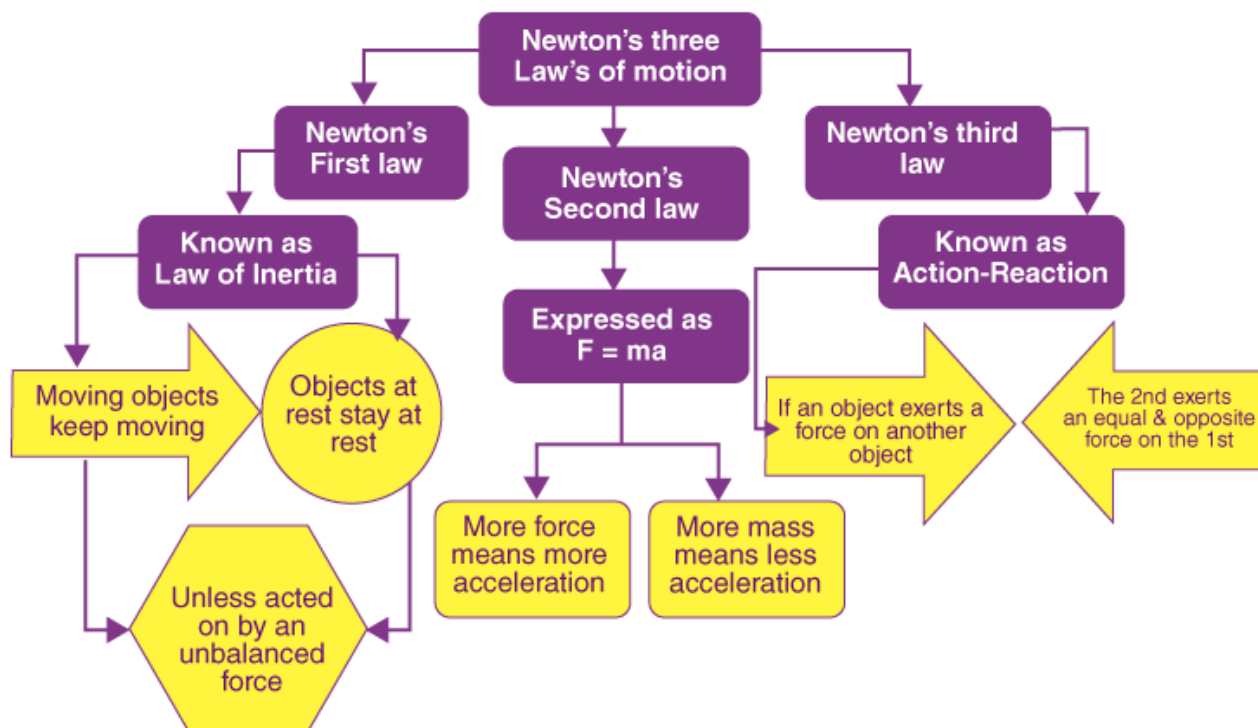 Newton's three
Law's of motion
Newton's
First law
Newton's
Second law
Newton's third
law
Known as
Law of Inertia
Expressed as
F = ma
Known as
Action-Reaction
Moving objects
keep moving
Objects at
rest stay at
rest
Unless acted
on by an
unbalanced
force
More force
means more
acceleration
More mass
means less
acceleration
If an object exerts a
force on another
object
The 2nd exerts
an equal & opposite
force on the 1st